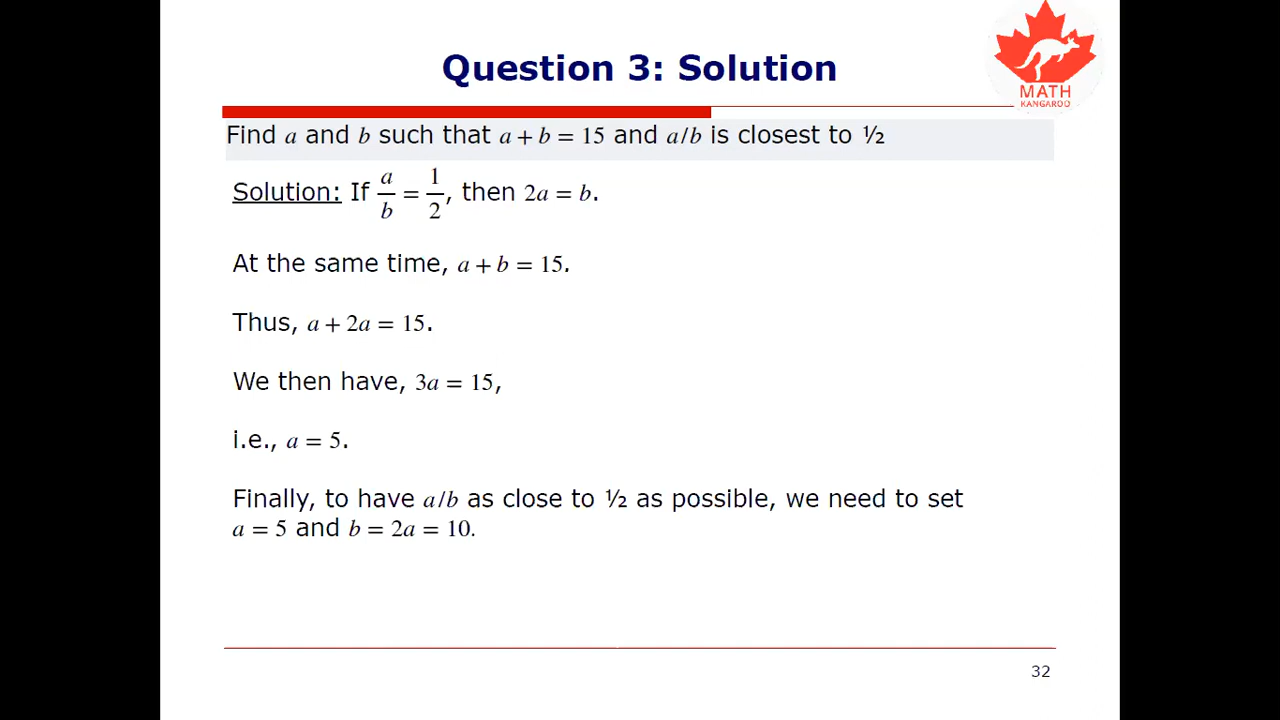 Question 3: Solution
MATH
KANGAROO
Find a and b such that a + b = 15 and a/b is closest to ½
Solution: If a/b = 1/2, then 2a = b.
At the same time, a + b = 15.
Thus, a + 2a = 15.
We then have, 3a = 15,
i.e., a = 5.
Finally, to have a/b as close to ½ as possible, we need to set
a = 5 and b = 2a = 10.
32